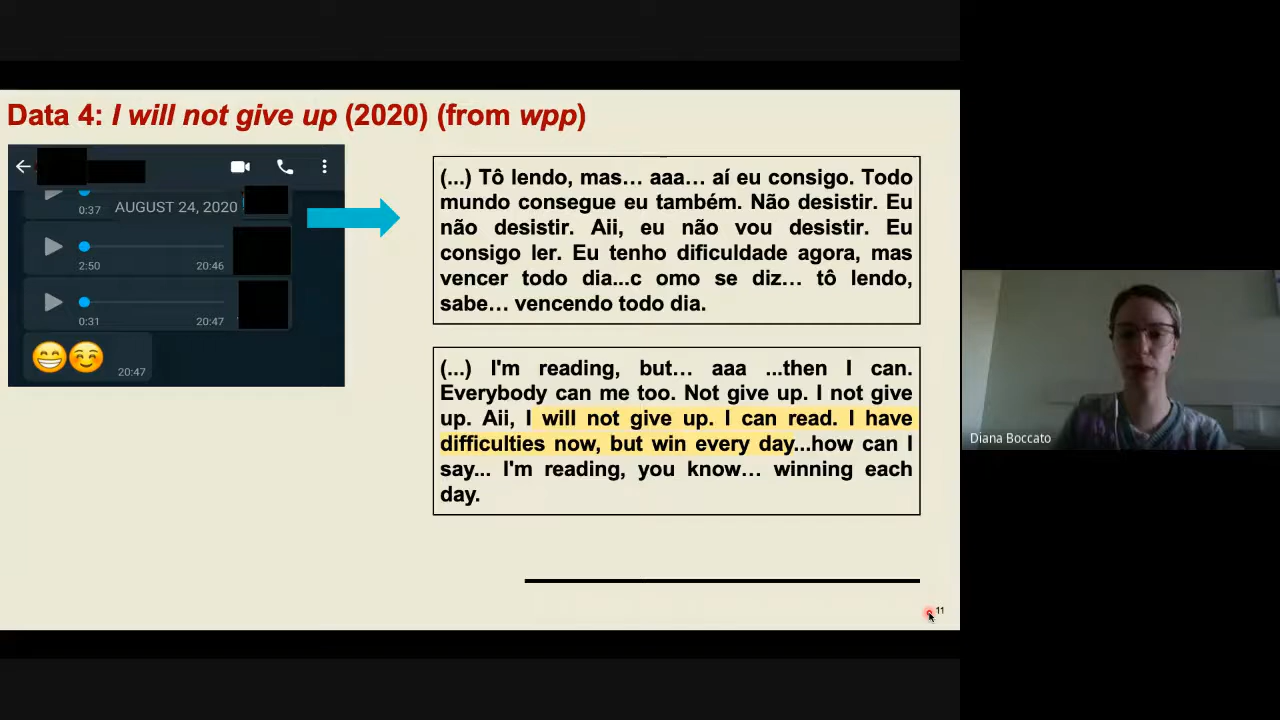 Data 4: I will not give up (2020) (from wpp)
0:37
AUGUST 24, 2020
2:50
20:46
0:31
20:47
20:47
(...) Tô lendo, mas... aaa... aí eu consigo. Todo
mundo consegue eu também. Não desistir. Eu
não desistir. Aii, eu não vou desistir. Eu
consigo ler. Eu tenho dificuldade agora, mas
vencer todo dia...c omo se diz... tô lendo,
sabe... vencendo todo dia.
(...) I'm reading, but... aaa ...then I can.
Everybody can me too. Not give up. I not give
up. Aii, I will not give up. I can read. I have
difficulties now, but win every day...how can I
say... I'm reading, you know... winning each
day.
11
Diana Boccato